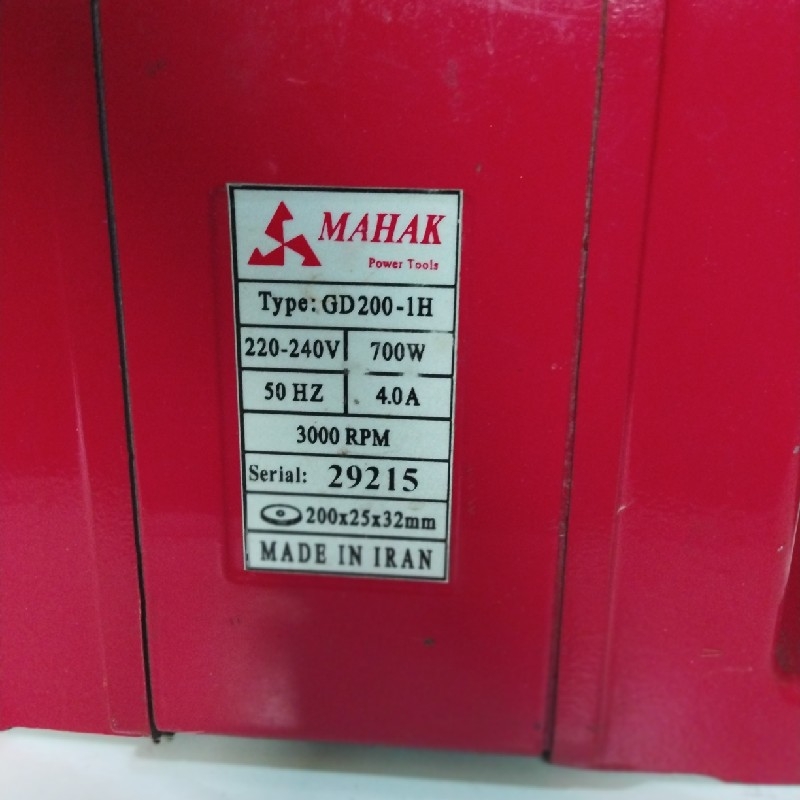 MAHAK
Power Tools
Type: GD200-1H
220-240V 700W
50 HZ 4.0A
3000 RPM
Serial: 29215
200x25x32mm
MADE IN IRAN